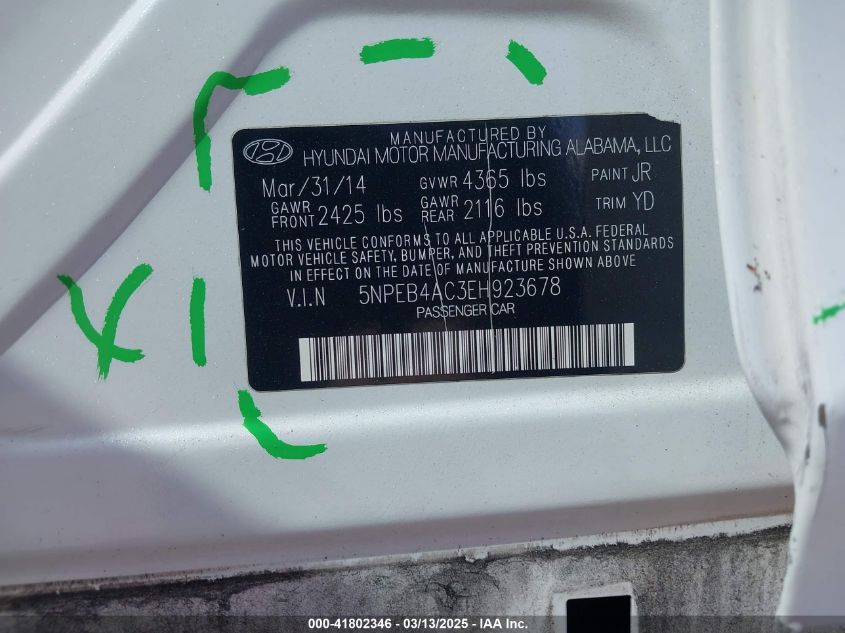 MANUFACTURED BY
HYUNDAI MOTOR MANUFACTURING ALABAMA, LLC
Mar/31/14 GVWR 4365 lbs PAINT JR
GAWR FRONT 2425 lbs GAWR REAR 2116 lbs TRIM YD
THIS VEHICLE CONFORMS TO ALL APPLICABLE U.S.A. FEDERAL
MOTOR VEHICLE SAFETY, BUMPER, AND THEFT PREVENTION STANDARDS
IN EFFECT ON THE DATE OF MANUFACTURE SHOWN ABOVE
V.I.N 5NPEB4AC3EH923678
PASSENGER CAR
000-41802346 — 03/13/2025 — IAA Inc.